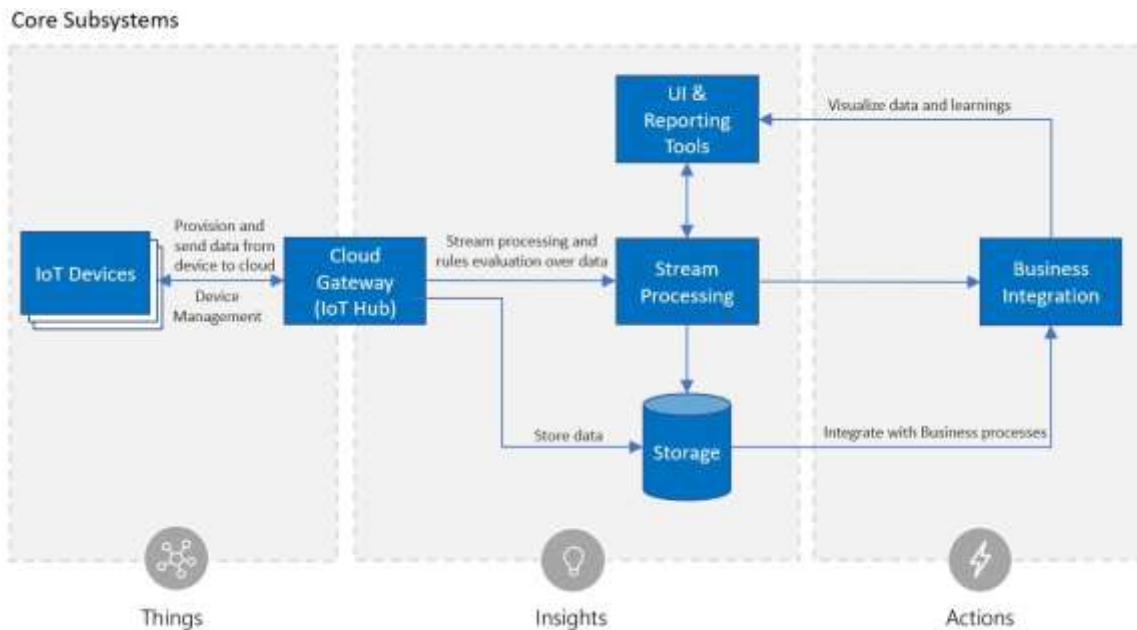 Core Subsystems
UI &
Reporting
Tools
Visualize data and learnings
Provision and
send data from
device to cloud
IoT Devices
Device
Management
Cloud
Gateway
(IoT Hub)
Stream processing and
rules evaluation over data
Stream
Processing
Business
Integration
Store data
Storage
Integrate with Business processes
Things
Insights
Actions